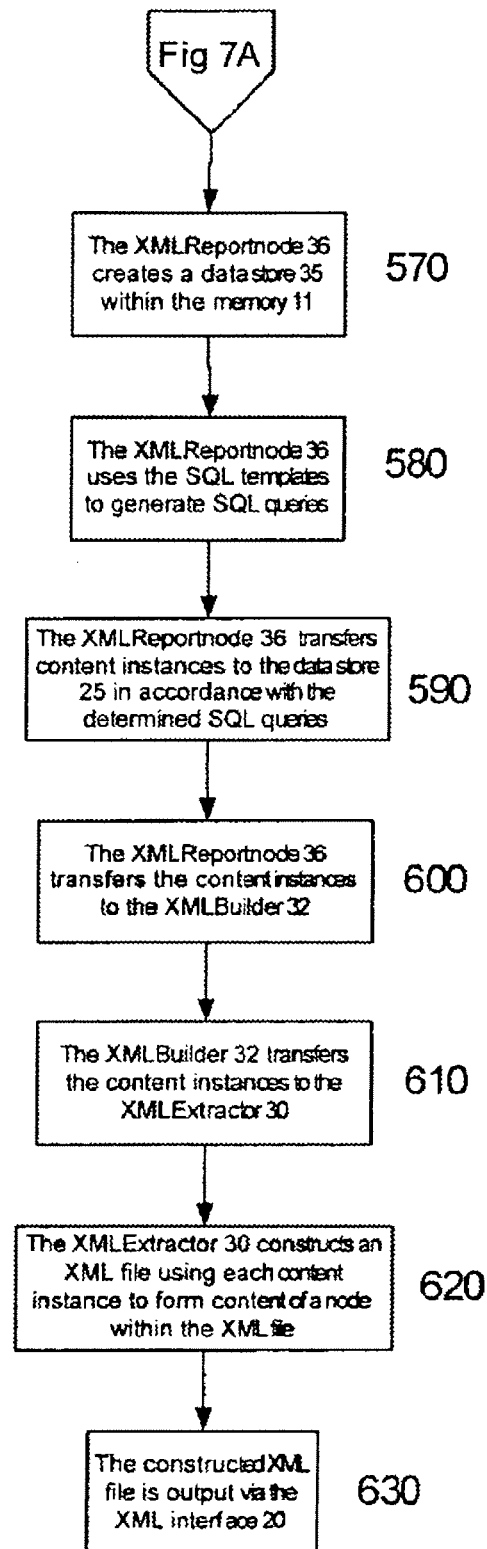 Fig 7A
The XMLReportnode 36
creates a datastore 35
within the memory 11
570
The XMLReportnode 36
uses the SQL templates
to generate SQL queries
580
The XMLReportnode 36 transfers
content instances to the data store
25 in accordance with the
determined SQL queries
590
The XMLReportnode 36
transfers the content instances
to the XMLBuilder 32
600
The XMLBuilder 32 transfers
the content instances to the
XMLExtractor 30
610
The XMLExtractor 30 constructs an
XML file using each content
instance to form content of a node
within the XML file
620
The constructed XML
file is output via the
XML interface 20
630